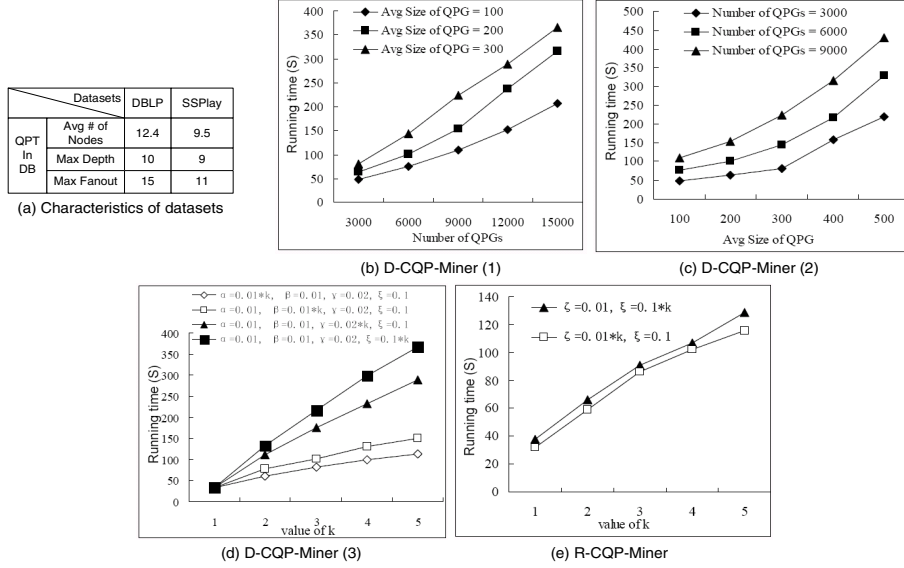 Datasets DBLP SSPlay
QPT In DB
Avg # of Nodes 12.4 9.5
Max Depth 10 9
Max Fanout 15 11
(a) Characteristics of datasets
Running time (S)
400
350
300
250
200
150
100
50
0
Avg Size of QPG = 100
Avg Size of QPG = 200
Avg Size of QPG = 300
3000 6000 9000 12000 15000
Number of QPGs
(b) D-CQP-Miner (1)
Running time (S)
500
450
400
350
300
250
200
150
100
50
0
Number of QPGs = 3000
Number of QPGs = 6000
Number of QPGs = 9000
100 200 300 400 500
Avg Size of QPG
(c) D-CQP-Miner (2)
α=0.01*k, β=0.01, γ=0.02, ξ=0.1
α=0.01, β=0.01*k, γ=0.02, ξ=0.1
α=0.01, β=0.01, γ=0.02*k, ξ=0.1
α=0.01, β=0.01, γ=0.02, ξ=0.1*k
Running time (S)
400
350
300
250
200
150
100
50
0
1 2 3 4 5
value of k
(d) D-CQP-Miner (3)
Running time (S)
140
120
100
80
60
40
20
0
ζ=0.01, ξ=0.1*k
ζ=0.01*k, ξ=0.1
1 2 3 4 5
value of k
(e) R-CQP-Miner